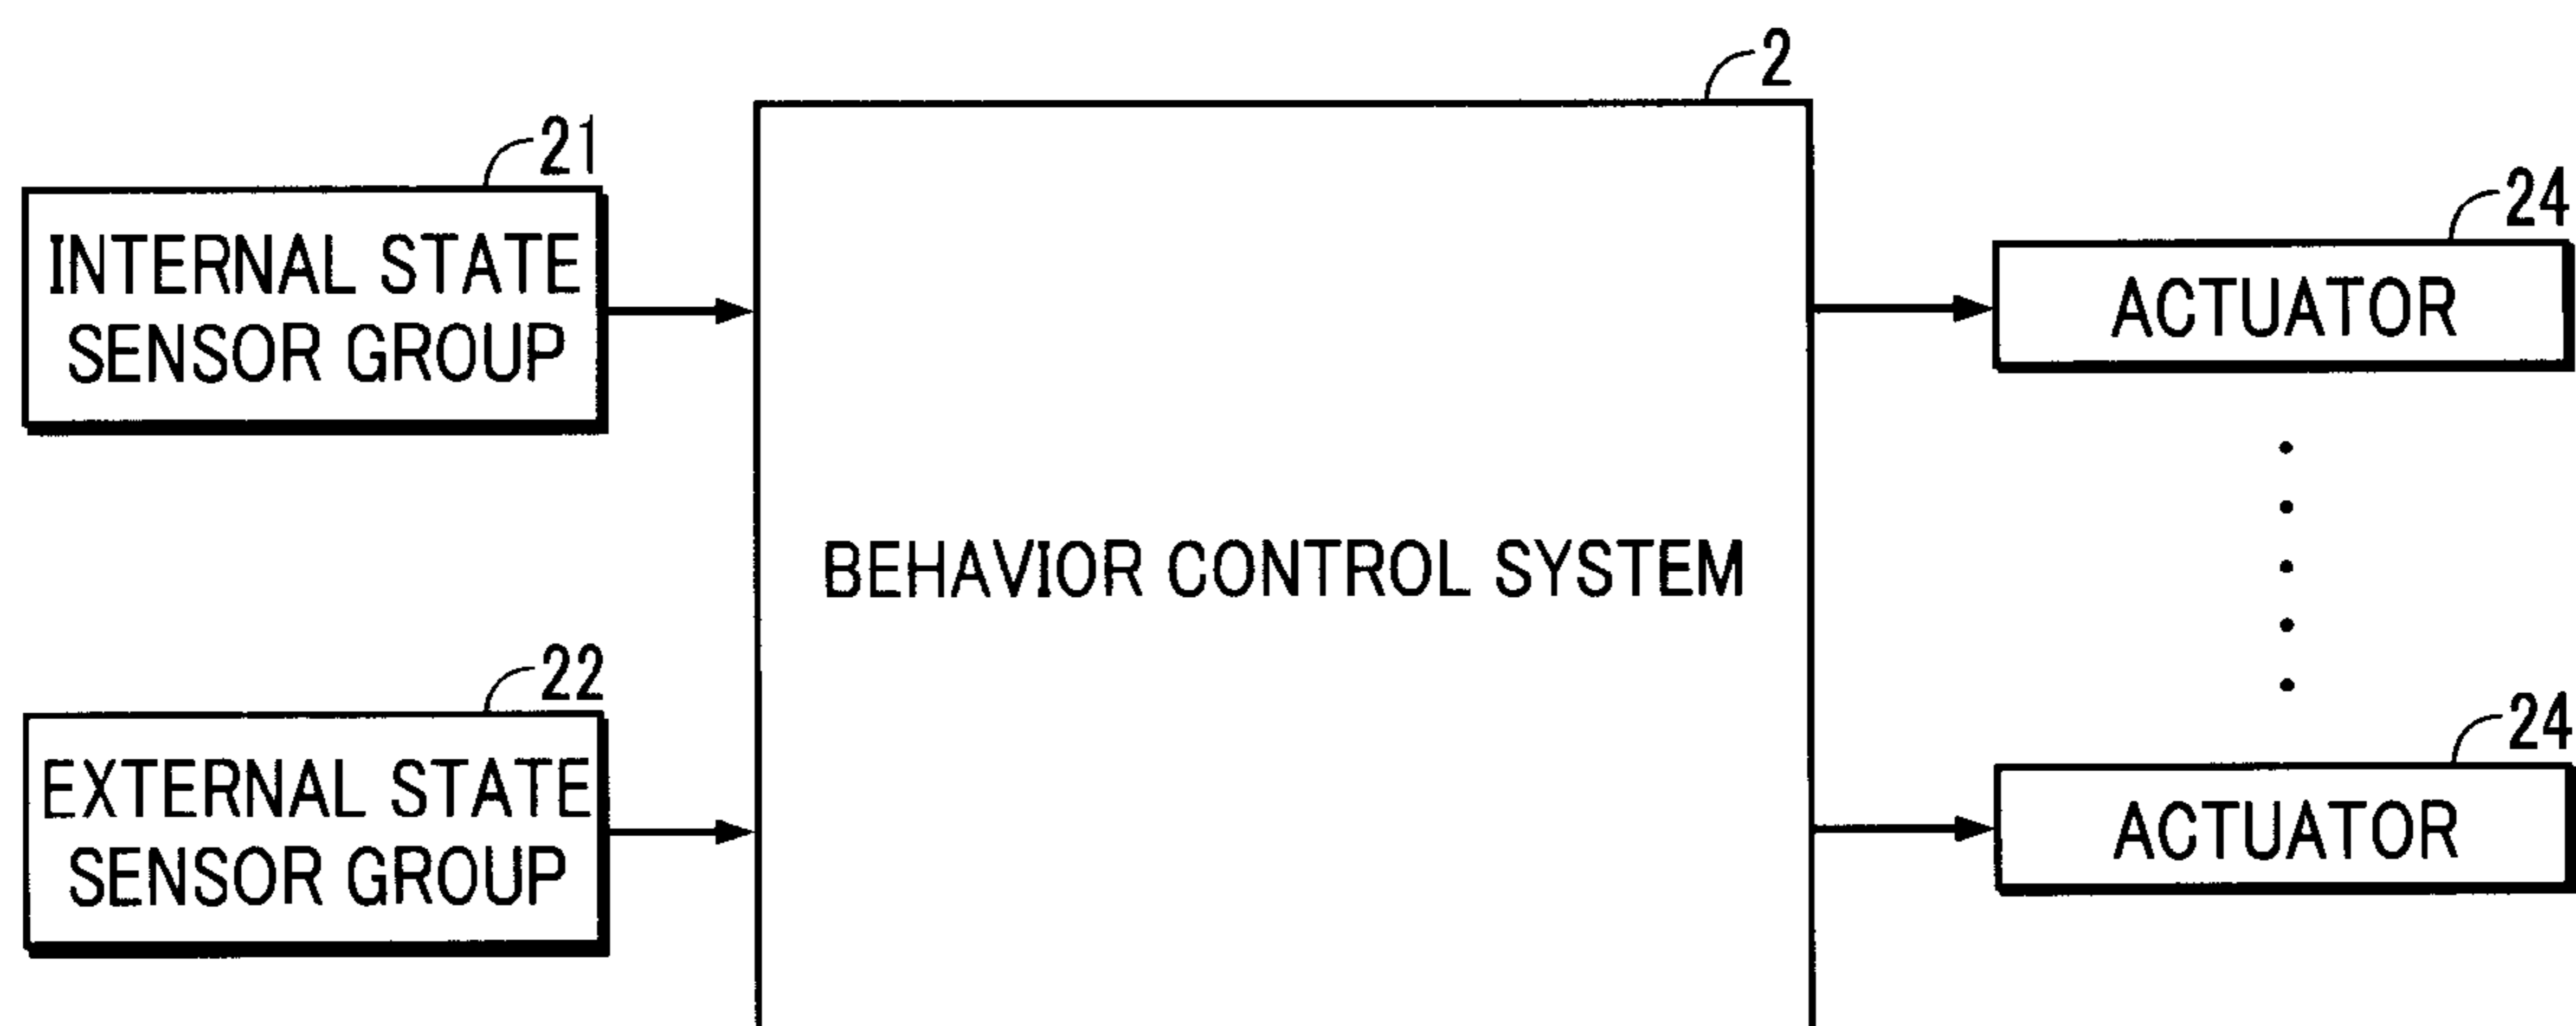 2
21
INTERNAL STATE
SENSOR GROUP
24
ACTUATOR
BEHAVIOR CONTROL SYSTEM
22
EXTERNAL STATE
SENSOR GROUP
24
ACTUATOR